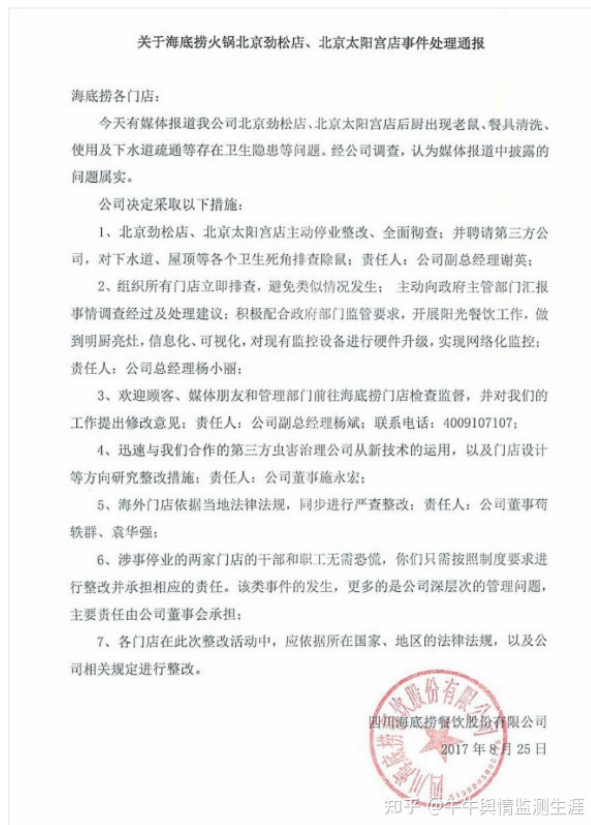 关于海底捞火锅北京劲松店、北京太阳宫店事件处理通报
海底捞各门店：
今天有媒体报道我公司北京劲松店、北京太阳宫店后厨出现老鼠、餐具清洗、
使用及下水道疏通等存在卫生隐患等问题。经公司调查，认为媒体报道中披露的
问题属实。
公司决定采取以下措施：
1、北京劲松店、北京太阳宫店主动停业整改、全面彻查；并聘请第三方公
司，对下水道、屋顶等各个卫生死角排查除鼠；责任人：公司副总经理谢英；
2、组织所有门店立即排查，避免类似情况发生； 主动向政府主管部门汇报
事情调查经过及处理建议；积极配合政府部门监管要求，开展阳光餐饮工作，做
到明厨亮灶，信息化、可视化，对现有监控设备进行硬件升级，实现网络化监控；
责任人：公司总经理杨小丽；
3、欢迎顾客、媒体朋友和管理部门前往海底捞门店检查监督，并对我们的
工作提出修改意见；责任人：公司副总经理杨斌；联系电话：4009107107；
4、迅速与我们合作的第三方虫害治理公司从新技术的运用，以及门店设计
等方向研究整改措施；责任人：公司董事施永宏；
5、海外门店依据当地法律法规，同步进行严查整改；责任人：公司董事苟
轶群、袁华强；
6、涉事停业的两家门店的干部和职工无需恐慌，你们只需按照制度要求进
行整改并承担相应的责任。该类事件的发生，更多的是公司深层次的管理问题，
主要责任由公司董事会承担；
7、各门店在此次整改活动中，应依据所在国家、地区的法律法规，以及公
司相关规定进行整改。
四川海底捞餐饮股份有限公司
2017年8月25日
四川海底捞餐饮股份有限公司
知乎 @牛牛舆情监测生涯